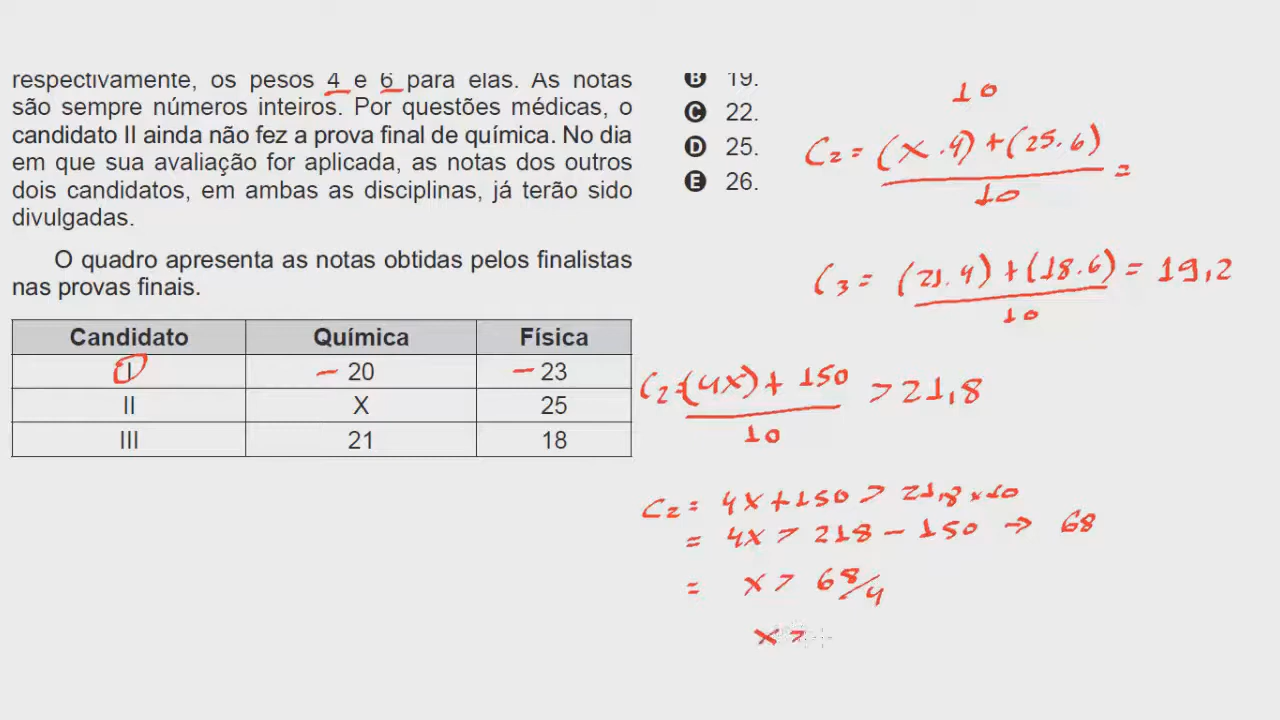 respectivamente, os pesos 4 e 6 para elas. As notas
são sempre números inteiros. Por questões médicas, o
candidato II ainda não fez a prova final de química. No dia
em que sua avaliação for aplicada, as notas dos outros
dois candidatos, em ambas as disciplinas, já terão sido
divulgadas.
O quadro apresenta as notas obtidas pelos finalistas
nas provas finais.
Candidato Química Física
I – 20 – 23
II X 25
III 21 18
B 19.
C 22.
D 25.
E 26.
10
C2 = (X.4) + (25.6) =
10
C3 = (21.4) + (18.6) = 19,2
10
C2 = (4X) + 150 > 21,8
10
C2 = 4X + 150 > 21,8 x 10
= 4X > 218 – 150 → 68
= X > 68/4
X >